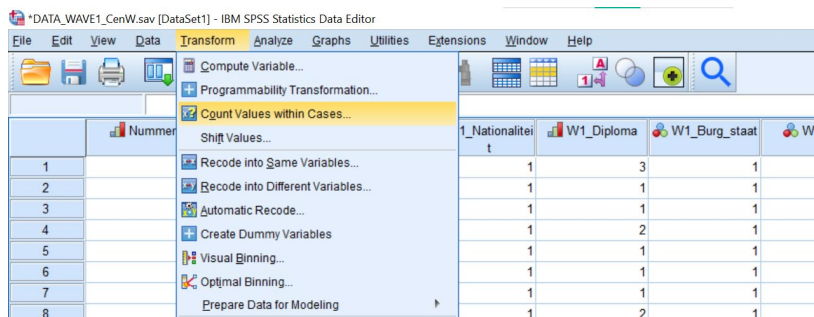 *DATA_WAVE1_CenW.sav [DataSet1] - IBM SPSS Statistics Data Editor
File Edit View Data Transform Analyze Graphs Utilities Extensions Window Help
Compute Variable...
Programmability Transformation...
Count Values within Cases...
Shift Values...
Recode into Same Variables...
Recode into Different Variables...
Automatic Recode...
Create Dummy Variables
Visual Binning...
Optimal Binning...
Prepare Data for Modeling
A
1
Nummer 1_Nationalitei t W1_Diploma W1_Burg_staat W
1 1 3 1
2 1 1 1
3 1 1 1
4 1 2 1
5 1 1 1
6 1 1 1
7 1 1 1
8 1 2 1